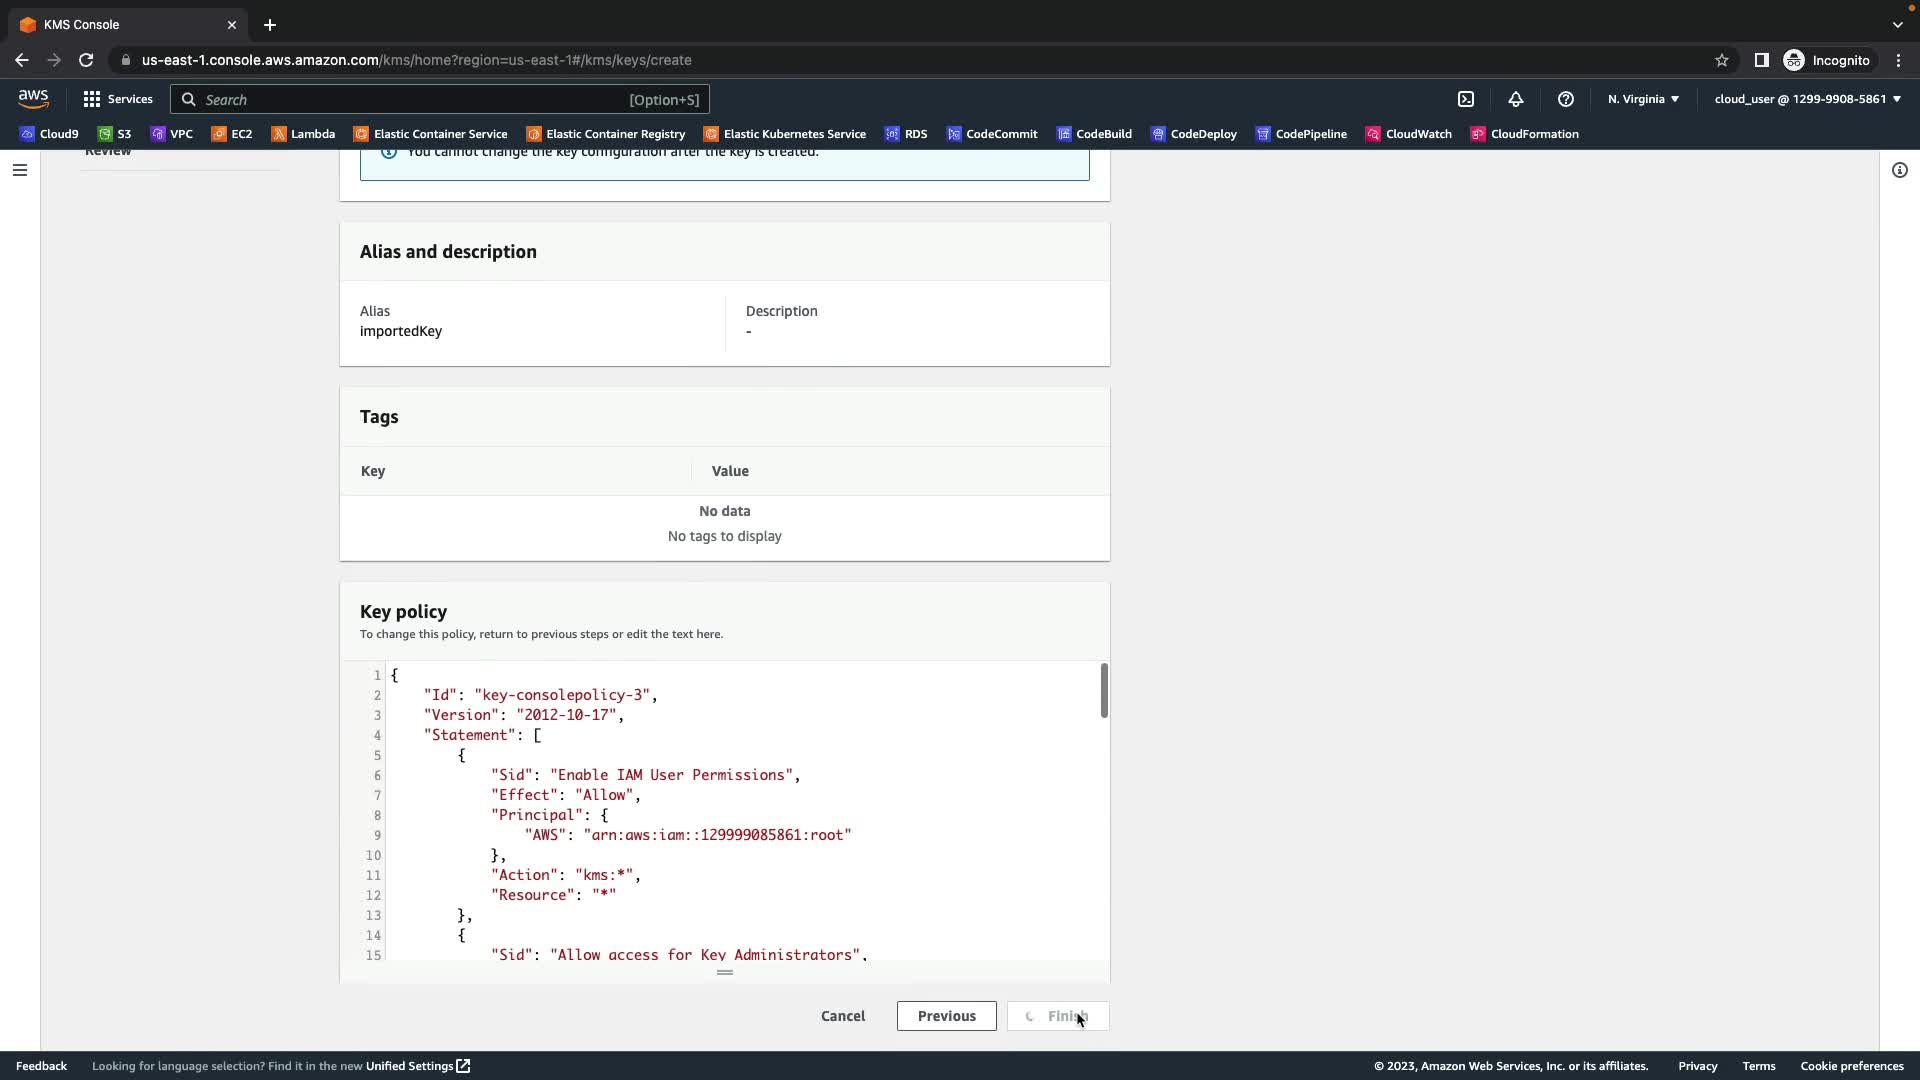 KMS Console
us-east-1.console.aws.amazon.com/kms/home?region=us-east-1#/kms/keys/create
Incognito
aws
Services
Search
[Option+S]
N. Virginia
cloud_user @ 1299-9908-5861
Cloud9
S3
VPC
EC2
Lambda
Elastic Container Service
Elastic Container Registry
Elastic Kubernetes Service
RDS
CodeCommit
CodeBuild
CodeDeploy
CodePipeline
CloudWatch
CloudFormation
Review
You cannot change the key configuration after the key is created.
Alias and description
Alias
importedKey
Description
-
Tags
Key
Value
No data
No tags to display
Key policy
To change this policy, return to previous steps or edit the text here.
1 {
2 "Id": "key-consolepolicy-3",
3 "Version": "2012-10-17",
4 "Statement": [
5 {
6 "Sid": "Enable IAM User Permissions",
7 "Effect": "Allow",
8 "Principal": {
9 "AWS": "arn:aws:iam::129999085861:root"
10 },
11 "Action": "kms:*",
12 "Resource": "*"
13 },
14 {
15 "Sid": "Allow access for Key Administrators",
Cancel
Previous
Finish
Feedback
Looking for language selection? Find it in the new Unified Settings
© 2023, Amazon Web Services, Inc. or its affiliates.
Privacy
Terms
Cookie preferences